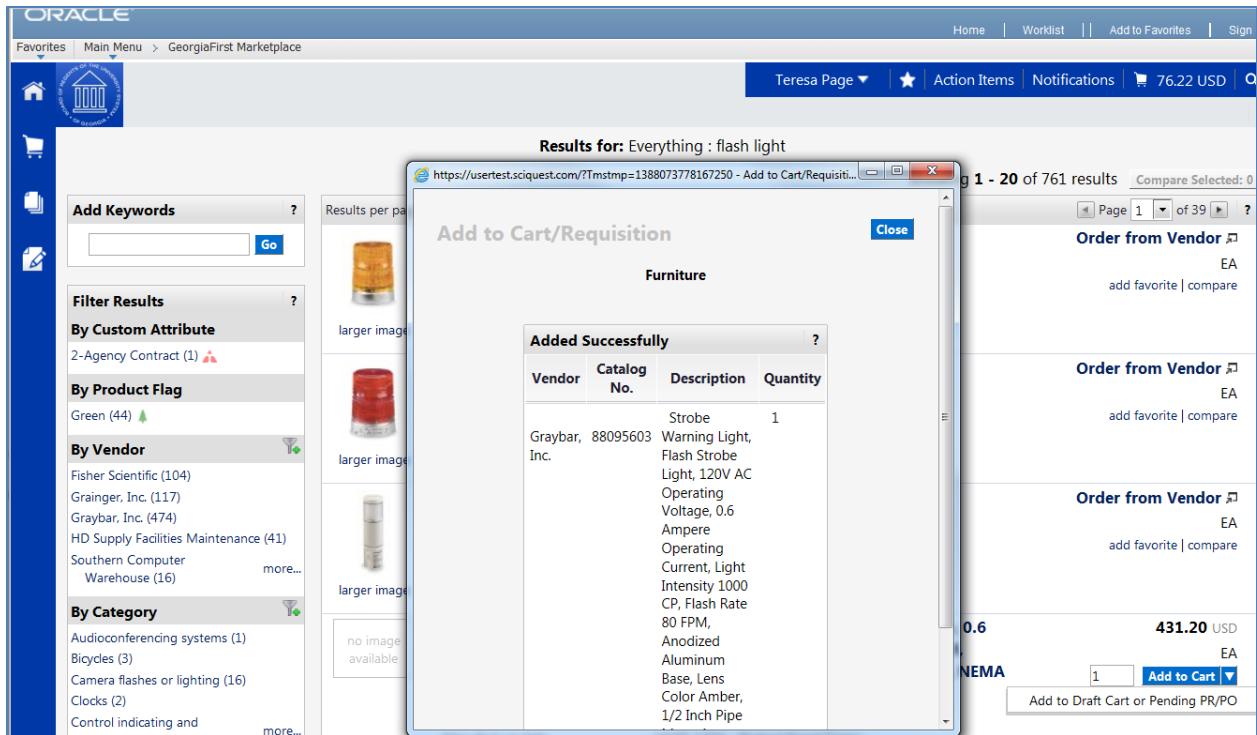 ORACLE
Home | Worklist || Add to Favorites | Sign
Favorites | Main Menu > GeorgiaFirst Marketplace
Teresa Page ▼ | Action Items | Notifications | 76.22 USD
Results for: Everything : flash light
https://usertest.sciquest.com/?Tmstmp=1388073778167250 - Add to Cart/Requisiti...
g 1 - 20 of 761 results Compare Selected: 0
Add Keywords ?
Results per pa
Page 1 of 39 ?
Go
Add to Cart/Requisition
Close
Furniture
Order from Vendor
EA
add favorite | compare
larger image
Filter Results ?
By Custom Attribute
2-Agency Contract (1)
By Product Flag
Green (44)
By Vendor
Fisher Scientific (104)
Grainger, Inc. (117)
Graybar, Inc. (474)
HD Supply Facilities Maintenance (41)
Southern Computer
Warehouse (16)
more...
By Category
Audioconferencing systems (1)
Bicycles (3)
Camera flashes or lighting (16)
Clocks (2)
Control indicating and
more...
Added Successfully ?
Vendor Catalog No. Description Quantity
Graybar, Inc.
88095603
Strobe
Warning Light,
Flash Strobe
Light, 120V AC
Operating
Voltage, 0.6
Ampere
Operating
Current, Light
Intensity 1000
CP, Flash Rate
80 FPM,
Anodized
Aluminum
Base, Lens
Color Amber,
1/2 Inch Pipe
1
Order from Vendor
EA
add favorite | compare
larger image
Order from Vendor
EA
add favorite | compare
larger image
no image
available
0.6
NEMA
431.20 USD
EA
1
Add to Cart
Add to Draft Cart or Pending PR/PO